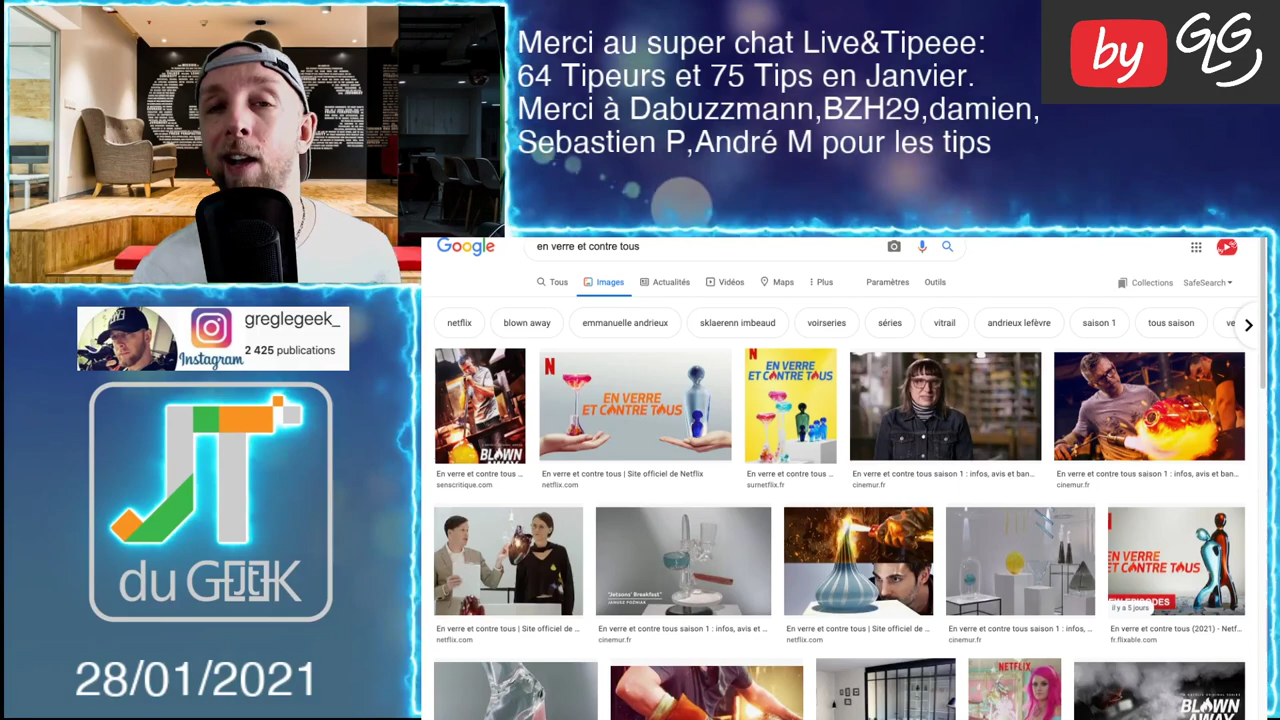 Merci au super chat Live&Tipeee:
64 Tipeurs et 75 Tips en Janvier.
Merci à Dabuzzmann,BZH29,damien,
Sebastien P,Andre M pour les tips
by GLG
Google
en verre et contre tous
Tous Images Actualités Vidéos Maps Plus Paramètres Outils Collections SafeSearch
netflix blown away emmanuelle andrieux sklaerenn imbeaud voirseries séries vitrail andrieux lefèvre saison 1 tous saison ve
BLOWN
N
EN VERRE
ET CONTRE TOUS
N
EN VERRE
ET CONTRE TOUS
En verre et contre tous ...
senscritique.com
En verre et contre tous | Site officiel de Netflix
netflix.com
En verre et contre tous ...
surnetflix.fr
En verre et contre tous saison 1 : infos, avis et ban...
cinemur.fr
En verre et contre tous saison 1 : infos, avis et ban...
cinemur.fr
"Jetsons' Breakfast"
JANUSZ POŹNIAK
EN VERRE
ET CONTRE TOUS
EPISODES
il y a 5 jours
En verre et contre tous | Site officiel de ...
netflix.com
En verre et contre tous saison 1 : infos, avis et ...
cinemur.fr
En verre et contre tous | Site officiel de ...
netflix.com
En verre et contre tous saison 1 : infos, ...
cinemur.fr
En verre et contre tous (2021) - Netf...
fr.flixable.com
NETFLIX
BLOWN
AWAY
greglegeek_
2 425 publications
Instagram
JT
du GEEK
28/01/2021